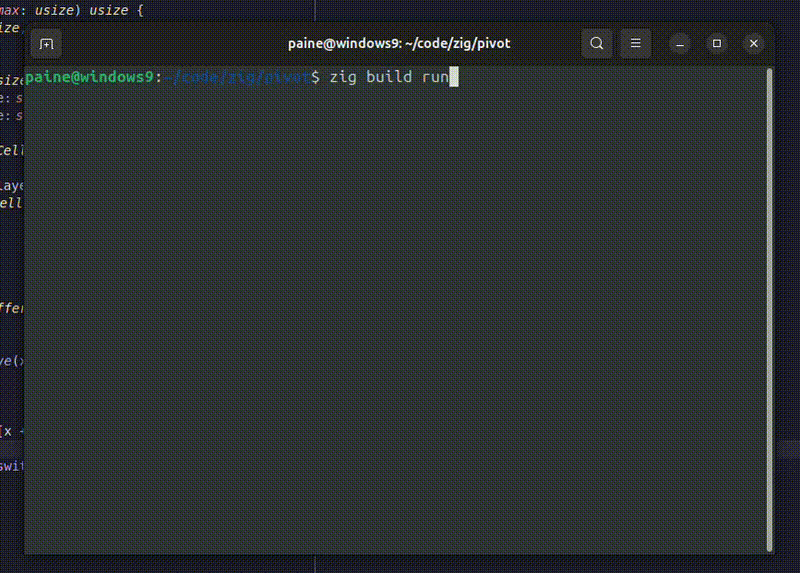 max: usize) usize {
ize
paine@windows9: ~/code/zig/pivot
paine@windows9:~/code/zig/pivot$ zig build run
size
e: s
e: s
Cell
laye
ell
ffer
ve(x
[x +
swit